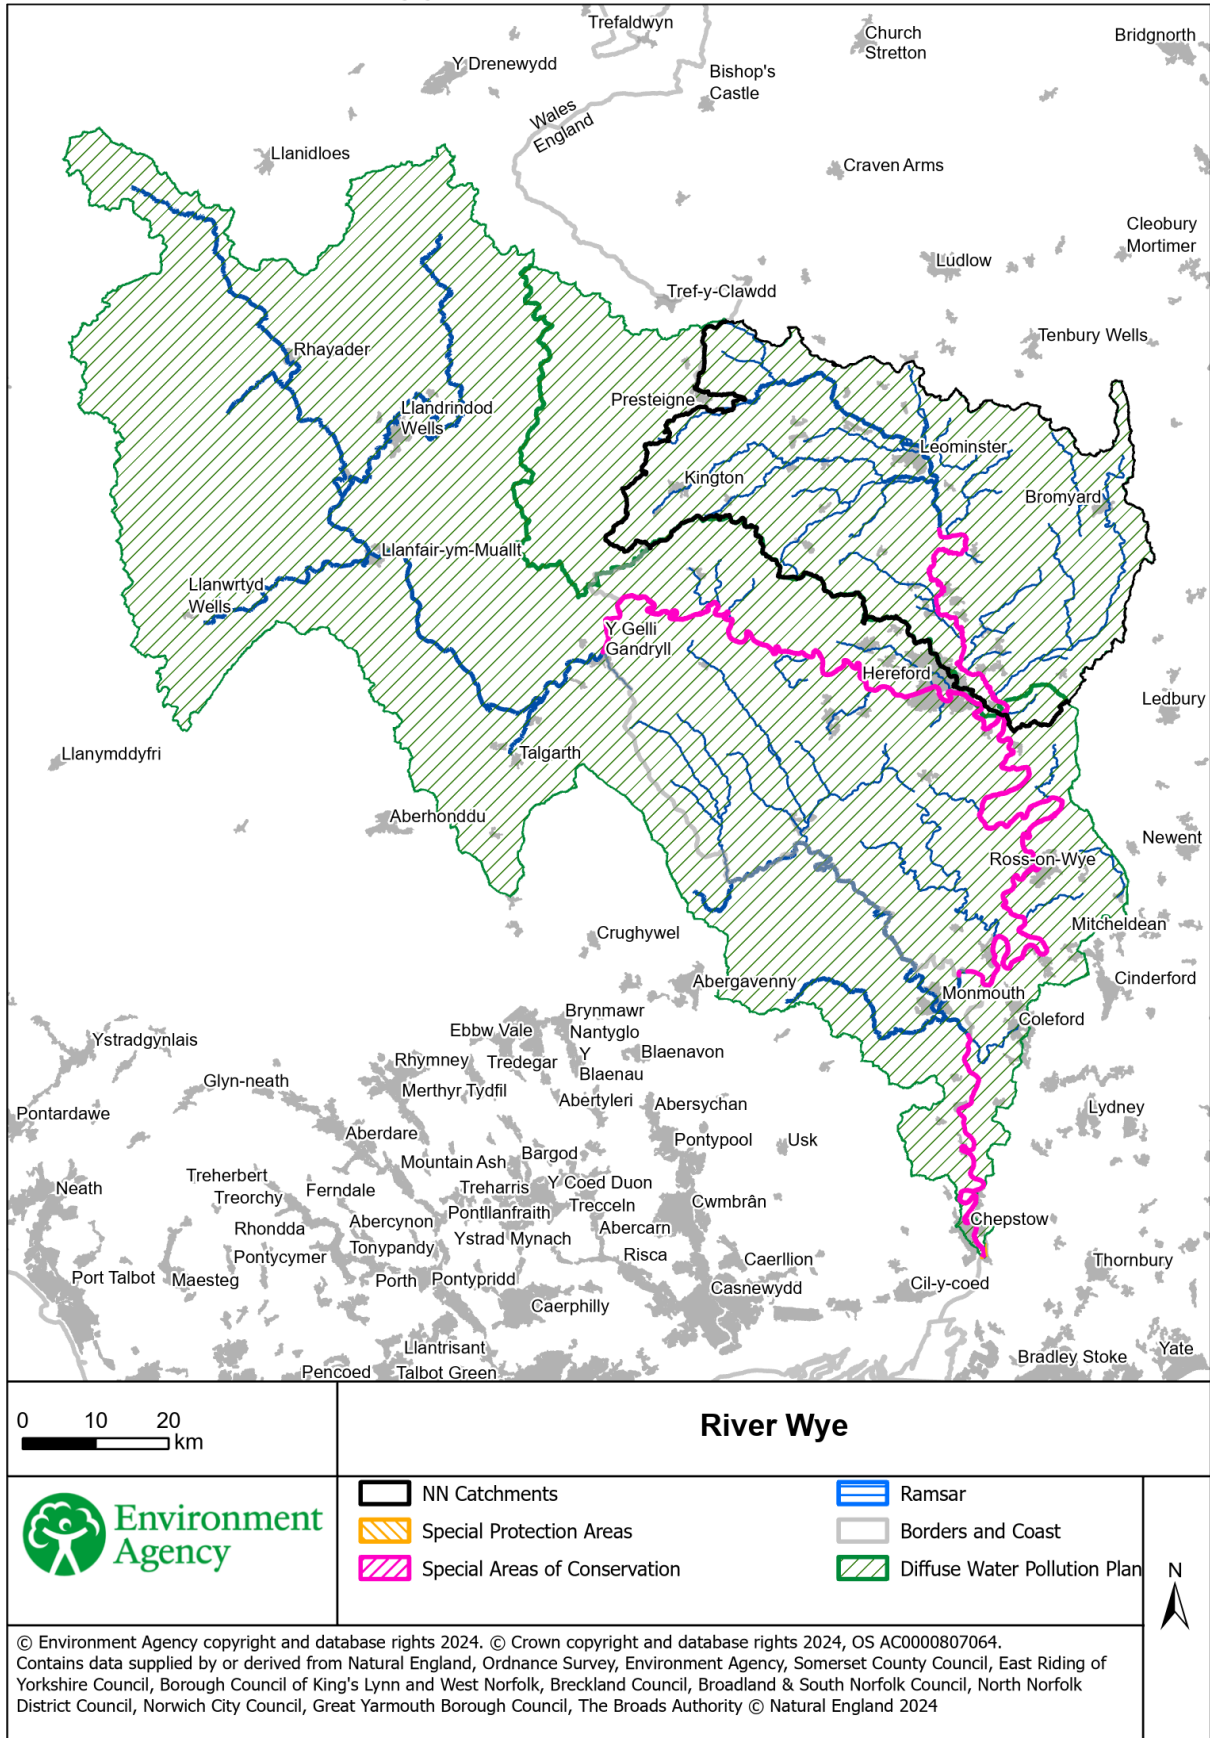 Trefaldwyn
Church
Stretton
Bridgnorth
Y Drenewydd
Bishop's
Castle
Wales
England
Llanidloes
Craven Arms
Cleobury
Mortimer
Ludlow
Tref-y-Clawdd
Tenbury Wells
Rhayader
Presteigne
Llandrindod
Wells
Leominster
Kington
Bromyard
Llanfair-ym-Muallt
Llanwrtyd
Wells
Y Gelli
Gandryll
Hereford
Ledbury
Llanymddyfri
Talgarth
Aberhonddu
Newent
Ross-on-Wye
Mitcheldean
Crughywel
Cinderford
Abergavenny
Monmouth
Coleford
Brynmawr
Ebbw Vale
Nantyglo
Ystradgynlais
Rhymney
Tredegar
Y
Blaenau
Blaenavon
Glyn-neath
Merthyr Tydfil
Abertyleri
Abersychan
Lydney
Pontardawe
Aberdare
Pontypool
Usk
Mountain Ash
Bargod
Treherbert
Neath
Treorchy
Ferndale
Treharris
Y Coed Duon
Trecceln
Cwmbrân
Rhondda
Abercynon
Pontllanfraith
Abercarn
Chepstow
Pontycymer
Tonypandy
Ystrad Mynach
Risca
Caerllion
Thornbury
Port Talbot
Maesteg
Porth
Pontypridd
Casnewydd
Cil-y-coed
Caerphilly
Llantrisant
Bradley Stoke
Yate
Pencoed
Talbot Green
0 10 20
km
River Wye
Environment
Agency
NN Catchments
Special Protection Areas
Special Areas of Conservation
Ramsar
Borders and Coast
Diffuse Water Pollution Plan
N
© Environment Agency copyright and database rights 2024. © Crown copyright and database rights 2024, OS AC0000807064.
Contains data supplied by or derived from Natural England, Ordnance Survey, Environment Agency, Somerset County Council, East Riding of
Yorkshire Council, Borough Council of King's Lynn and West Norfolk, Breckland Council, Broadland & South Norfolk Council, North Norfolk
District Council, Norwich City Council, Great Yarmouth Borough Council, The Broads Authority © Natural England 2024